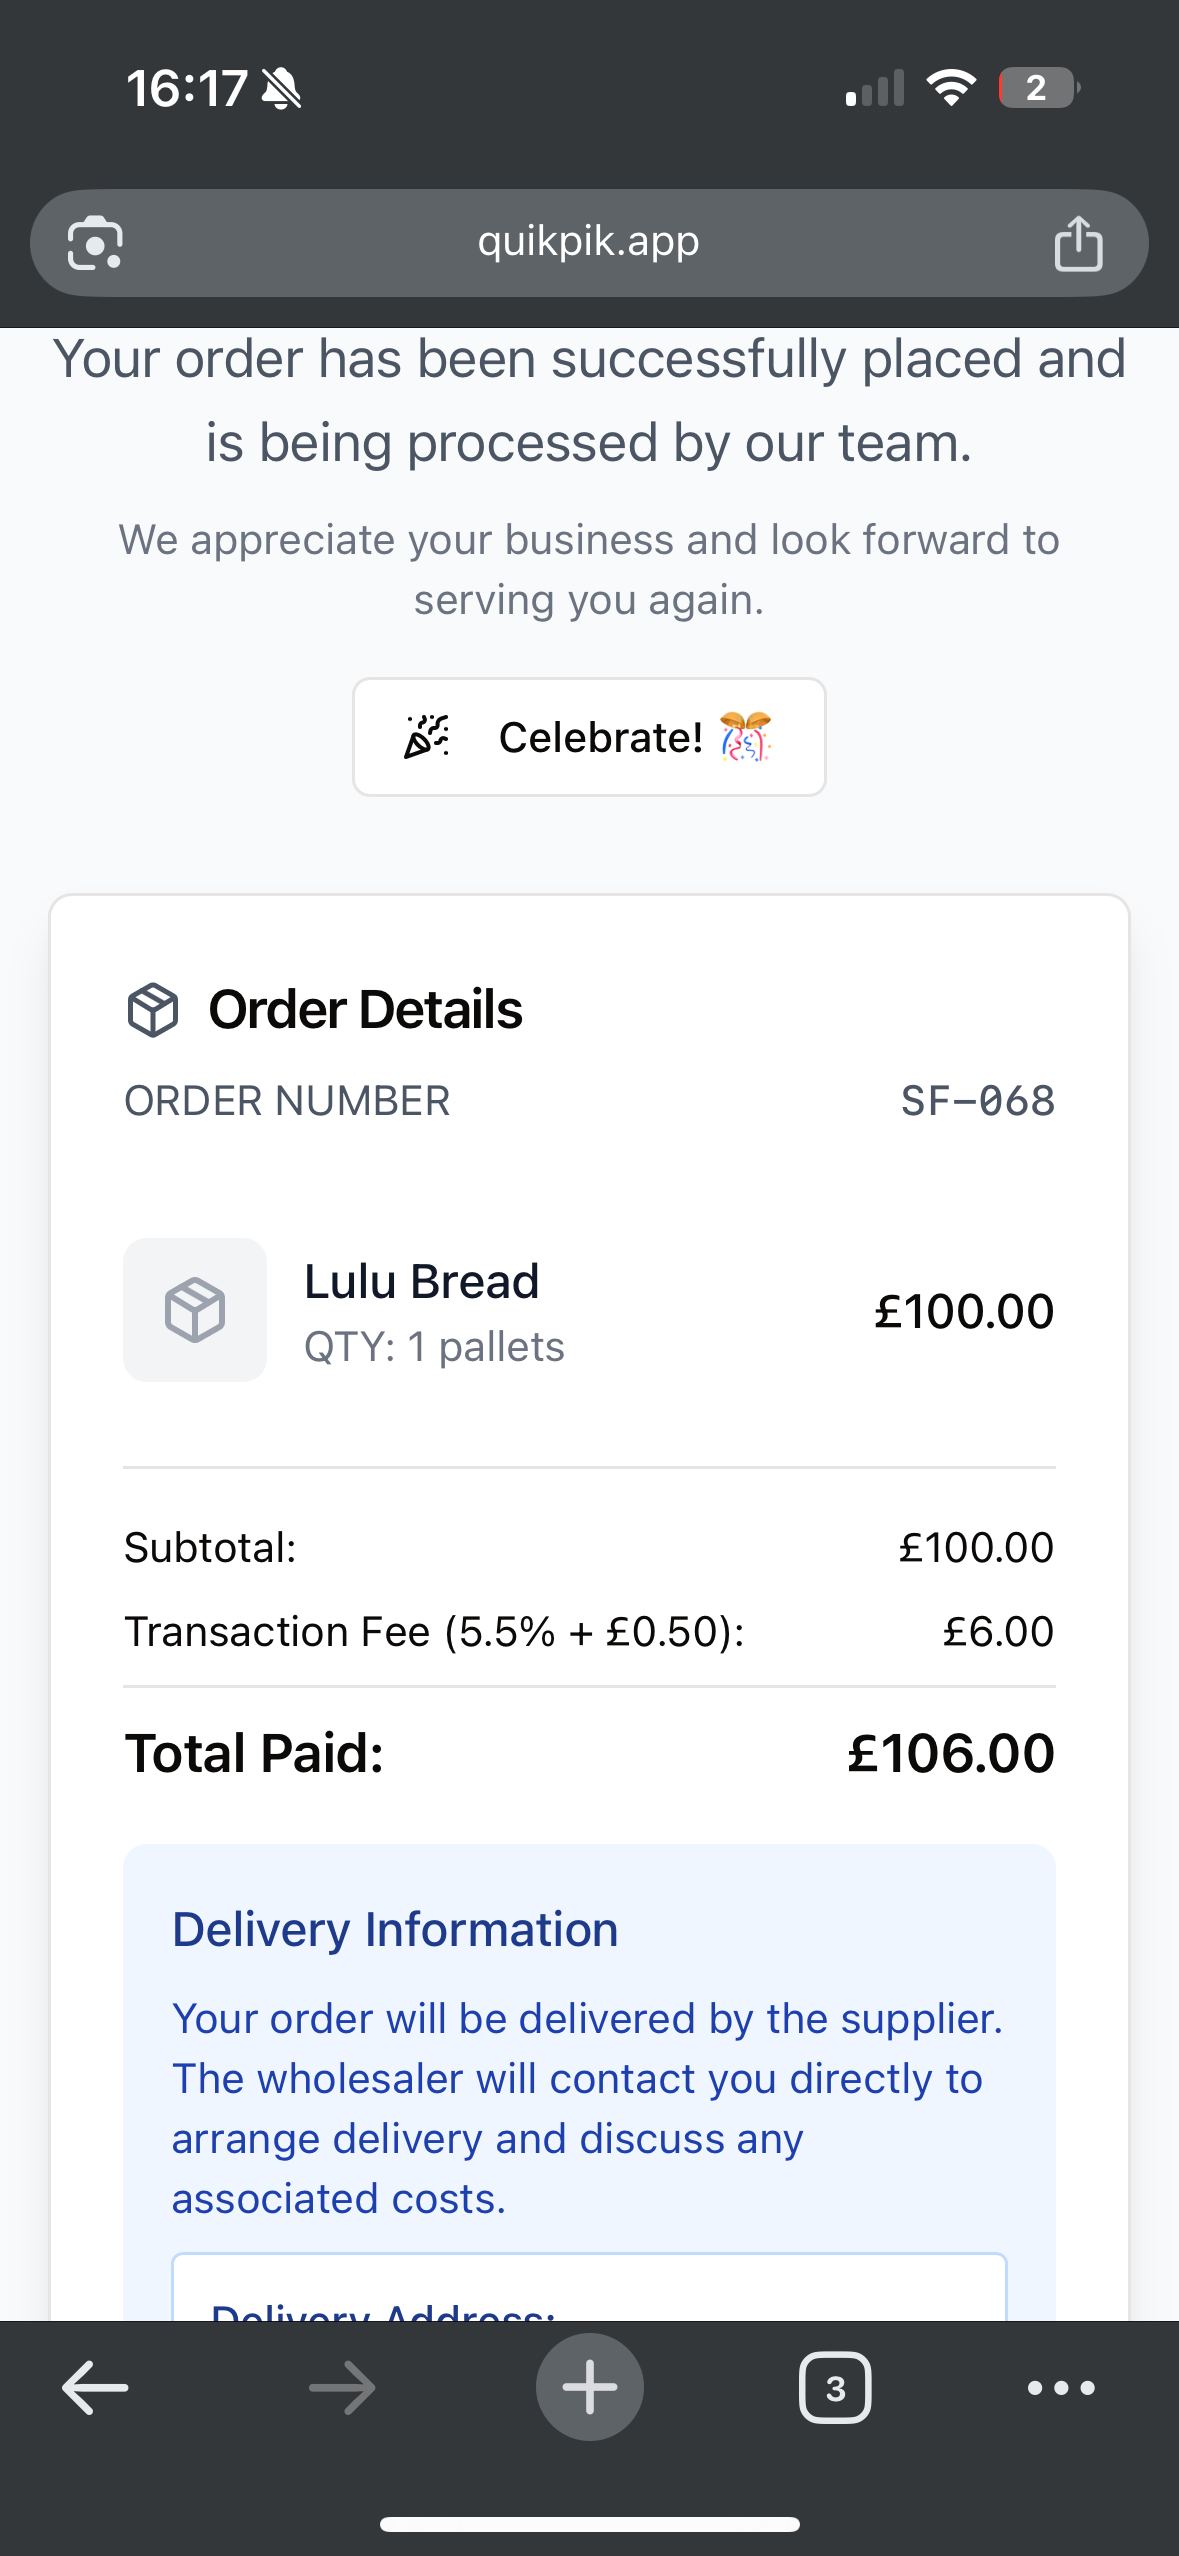 16:17
2
quikpik.app
Your order has been successfully placed and
is being processed by our team.
We appreciate your business and look forward to
serving you again.
Celebrate! 🎊
Order Details
ORDER NUMBER SF-068
Lulu Bread
QTY: 1 pallets
£100.00
Subtotal: £100.00
Transaction Fee (5.5% + £0.50): £6.00
Total Paid: £106.00
Delivery Information
Your order will be delivered by the supplier.
The wholesaler will contact you directly to
arrange delivery and discuss any
associated costs.
Delivery Address:
3